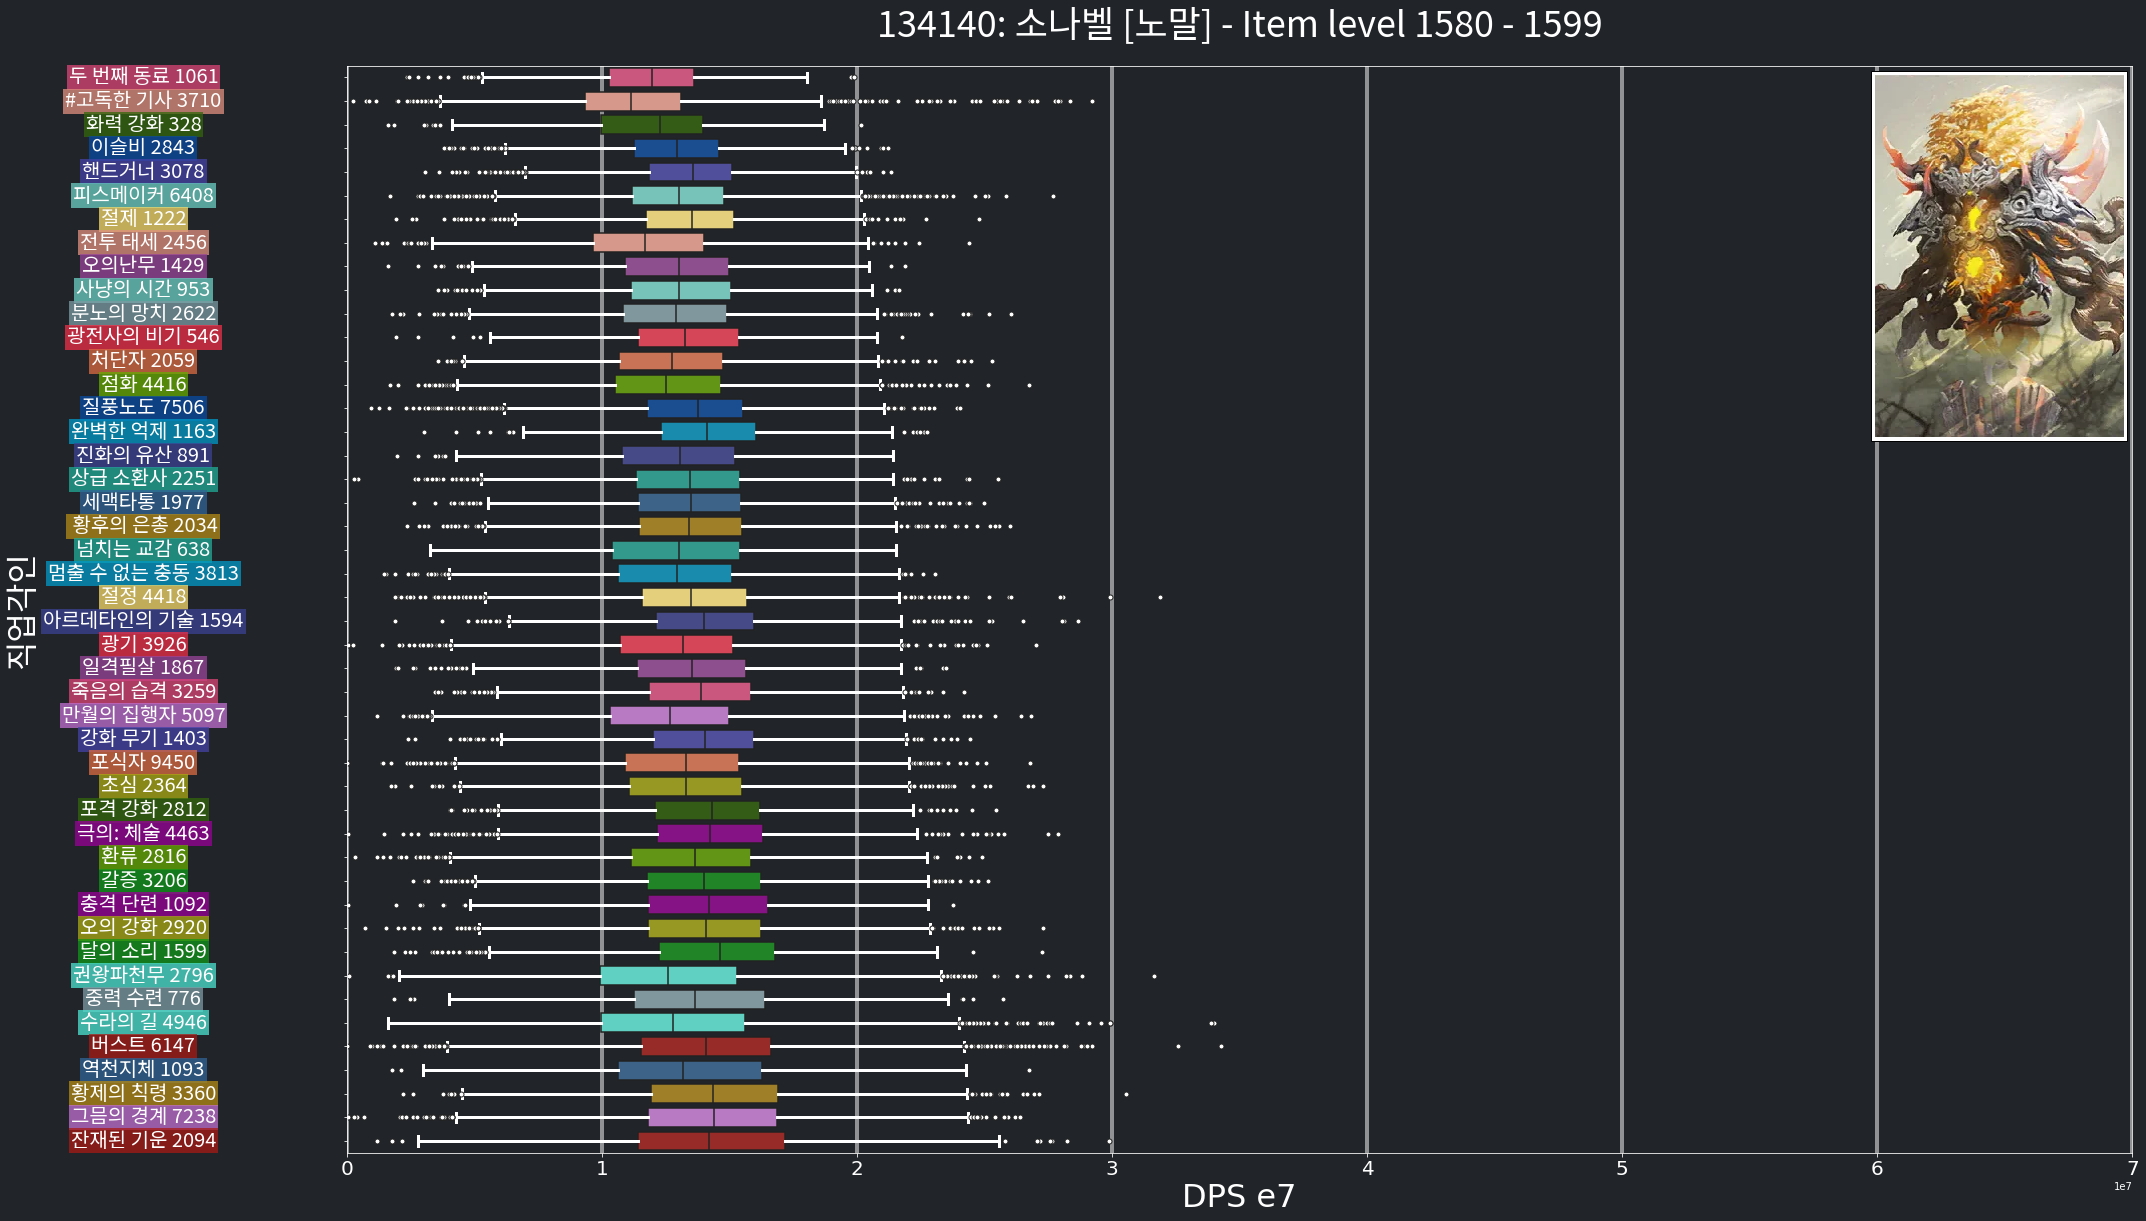 134140: 소나벨 [노말] - Item level 1580 - 1599
두 번째 동료 1061
#고독한 기사 3710
화력 강화 328
이슬비 2843
핸드거너 3078
피스메이커 6408
절제 1222
전투 태세 2456
오의난무 1429
사냥의 시간 953
분노의 망치 2622
광전사의 비기 546
처단자 2059
점화 4416
질풍노도 7506
완벽한 억제 1163
진화의 유산 891
상급 소환사 2251
세맥타통 1977
황후의 은총 2034
넘치는 교감 638
멈출 수 없는 충동 3813
절정 4418
아르데타인의 기술 1594
광기 3926
일격필살 1867
죽음의 습격 3259
만월의 집행자 5097
강화 무기 1403
포식자 9450
초심 2364
포격 강화 2812
극의: 체술 4463
환류 2816
갈증 3206
충격 단련 1092
오의 강화 2920
달의 소리 1599
권왕파천무 2796
중력 수련 776
수라의 길 4946
버스트 6147
역천지체 1093
황제의 칙령 3360
그믐의 경계 7238
잔재된 기운 2094
직업각인
0 1 2 3 4 5 6 7
1e7
DPS e7